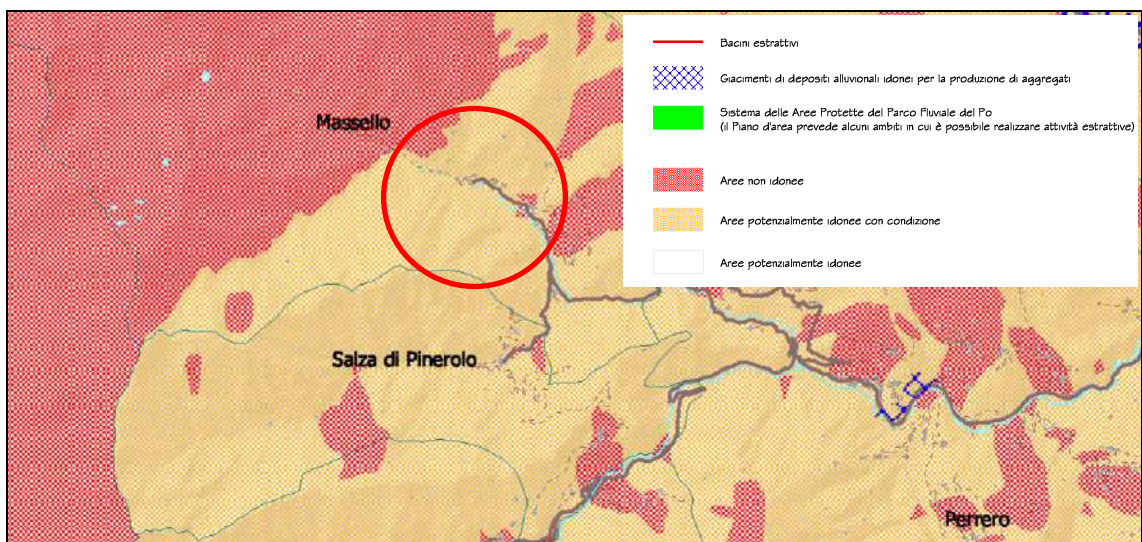 Bacini estrattivi
Giacimenti di depositi alluvionali idonei per la produzione di aggregati
Sistema delle Aree Protette del Parco Fluviale del Po
(il Piano d'area prevede alcuni ambiti in cui è possibile realizzare attività estrattive)
Aree non idonee
Aree potenzialmente idonee con condizione
Aree potenzialmente idonee
Massello
Salza di Pinerolo
Perrero